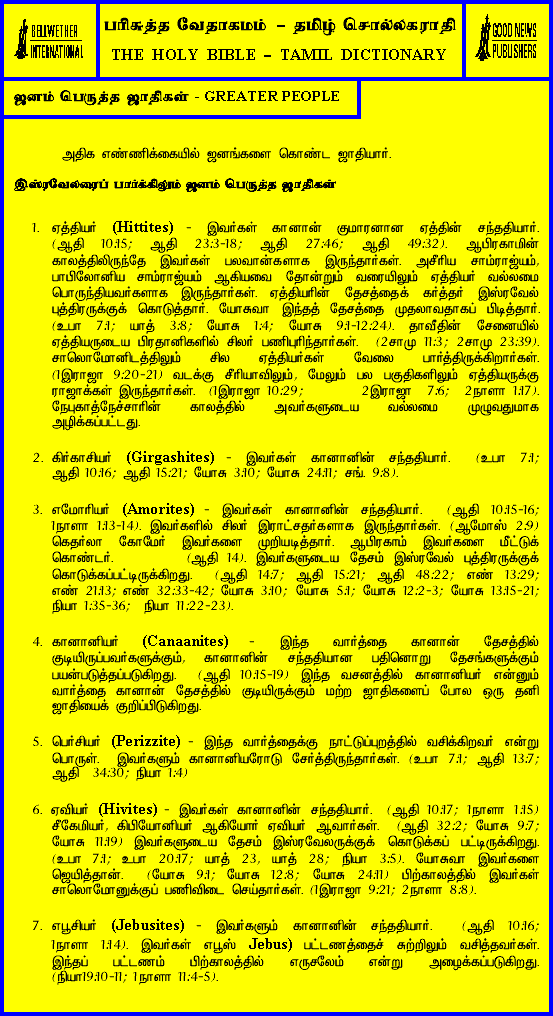 BELLWETHER
INTERNATIONAL
பரிசுத்த வேதாகமம் – தமிழ் சொல்லகராதி
THE HOLY BIBLE – TAMIL DICTIONARY
GOOD NEWS
PUBLISHERS
ஜனம் பெருத்த ஜாதிகள் - GREATER PEOPLE
அதிக எண்ணிக்கையில் ஜனங்களை கொண்ட ஜாதியார்.
இஸ்ரவேலரைப் பார்க்கிலும் ஜனம் பெருத்த ஜாதிகள்
1. ஏத்தியர் (Hittites) - இவர்கள் கானான் குமாரனான ஏத்தின் சந்ததியார்.
(ஆதி 10:15; ஆதி 23:3-18; ஆதி 27:46; ஆதி 49:32). ஆபிரகாமின்
காலத்திலிருந்தே இவர்கள் பலவான்களாக இருந்தார்கள். அசீரிய சாம்ராஜ்யம்,
பாபிலோனிய சாம்ராஜ்யம் ஆகியவை தோன்றும் வரையிலும் ஏத்தியர் வல்லமை
பொருந்தியவர்களாக இருந்தார்கள். ஏத்தியரின் தேசத்தைக் கர்த்தர் இஸ்ரவேல்
புத்திரருக்குக் கொடுத்தார். யோசுவா இந்தத் தேசத்தை முதலாவதாகப் பிடித்தார்.
(உபா 7:1; யாத் 3:8; யோசு 1:4; யோசு 9:1-12:24). தாவீதின் சேனையில்
ஏத்தியருடைய பிரதானிகளில் சிலர் பணிபுரிந்தார்கள். (2சாமு 11:3; 2சாமு 23:39).
சாலொமோனிடத்திலும் சில ஏத்தியர்கள் வேலை பார்த்திருக்கிறார்கள்.
(1இராஜா 9:20-21) வடக்கு சீரியாவிலும், மேலும் பல பகுதிகளிலும் ஏத்தியருக்கு
ராஜாக்கள் இருந்தார்கள். (1இராஜா 10:29; 2இராஜா 7:6; 2நாளா 1:17).
நேபுகாத்நேச்சாரின் காலத்தில் அவர்களுடைய வல்லமை முழுவதுமாக
அழிக்கப்பட்டது.
2. கிர்காசியர் (Girgashites) - இவர்கள் கானானின் சந்ததியார். (உபா 7:1;
ஆதி 10:16; ஆதி 15:21; யோசு 3:10; யோசு 24:11; சங். 9:8).
3. எமோரியர் (Amorites) - இவர்கள் கானானின் சந்ததியார். (ஆதி 10:15-16;
1நாளா 1:13-14). இவர்களில் சிலர் இராட்சதர்களாக இருந்தார்கள். (ஆமோஸ் 2:9)
கெதர்லா கோமேர் இவர்களை முறியடித்தார். ஆபிரகாம் இவர்களை மீட்டுக்
கொண்டர். (ஆதி 14). இவர்களுடைய தேசம் இஸ்ரவேல் புத்திரருக்குக்
கொடுக்கப்பட்டிருக்கிறது. (ஆதி 14:7; ஆதி 15:21; ஆதி 48:22; எண் 13:29;
எண் 21:13; எண் 32:33-42; யோசு 3:10; யோசு 5:1; யோசு 12:2-3; யோசு 13:15-21;
நியா 1:35-36; நியா 11:22-23).
4. கானானியர் (Canaanites) - இந்த வார்த்தை கானான் தேசத்தில்
குடியிருப்பவர்களுக்கும், கானானின் சந்ததியான பதினொறு தேசங்களுக்கும்
பயன்படுத்தப்படுகிறது. (ஆதி 10:15-19) இந்த வசனத்தில் கானானியர் என்னும்
வார்த்தை கானான் தேசத்தில் குடியிருக்கும் மற்ற ஜாதிகளைப் போல ஒரு தனி
ஜாதியைக் குறிப்பிடுகிறது.
5. பெர்சியர் (Perizzite) - இந்த வார்த்தைக்கு நாட்டுப்புறத்தில் வசிக்கிறவர் என்று
பொருள். இவர்களும் கானானியரோடு சேர்த்திருந்தார்கள். (உபா 7:1; ஆதி 13:7;
ஆதி 34:30; நியா 1:4)
6. ஏவியர் (Hivites) - இவர்கள் கானானின் சந்ததியார். (ஆதி 10:17; 1நாளா 1:15)
சீகேமியர், கிபியோனியர் ஆகியோர் ஏவியர் ஆவார்கள். (ஆதி 32:2; யோசு 9:7;
யோசு 11:19) இவர்களுடைய தேசம் இஸ்ரவேலருக்குக் கொடுக்கப் பட்டிருக்கிறது.
(உபா 7:1; உபா 20:17; யாத் 23, யாத் 28; நியா 3:5). யோசுவா இவர்களை
ஜெயித்தான். (யோசு 9:1; யோசு 12:8; யோசு 24:11) பிற்காலத்தில் இவர்கள்
சாலொமோனுக்குப் பணிவிடை செய்தார்கள். (1இராஜா 9:21; 2நாளா 8:8).
7. எபூசியர் (Jebusites) - இவர்களும் கானானின் சந்ததியார். (ஆதி 10:16;
1நாளா 1:14). இவர்கள் எபூஸ் Jebus) பட்டணத்தைச் சுற்றிலும் வசித்தவர்கள்.
இந்தப் பட்டணம் பிற்காலத்தில் எருசலேம் என்று அழைக்கப்படுகிறது.
(நியா19:10-11; 1நாளா 11:4-5).